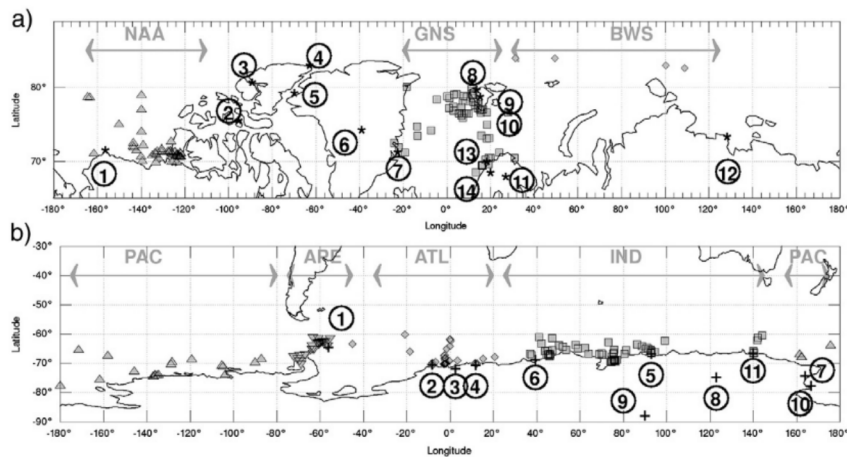 a) NAA GNS BWS
3 4 8
80°
2 5 9
6 10
13
70°
1 7 11 12
14
Latitude
-180° -160° -140° -120° -100° -80° -60° -40° -20° 0° 20° 40° 60° 80° 100° 120° 140° 160° 180°
Longitude
b) -30°
PAC ARE ATL IND PAC
-40°
-50°
1
-60°
-70°
2 3 4 6 5 11 7
-80°
9 8 10
-90°
Latitude
-180° -160° -140° -120° -100° -80° -60° -40° -20° 0° 20° 40° 60° 80° 100° 120° 140° 160° 180°
Longitude